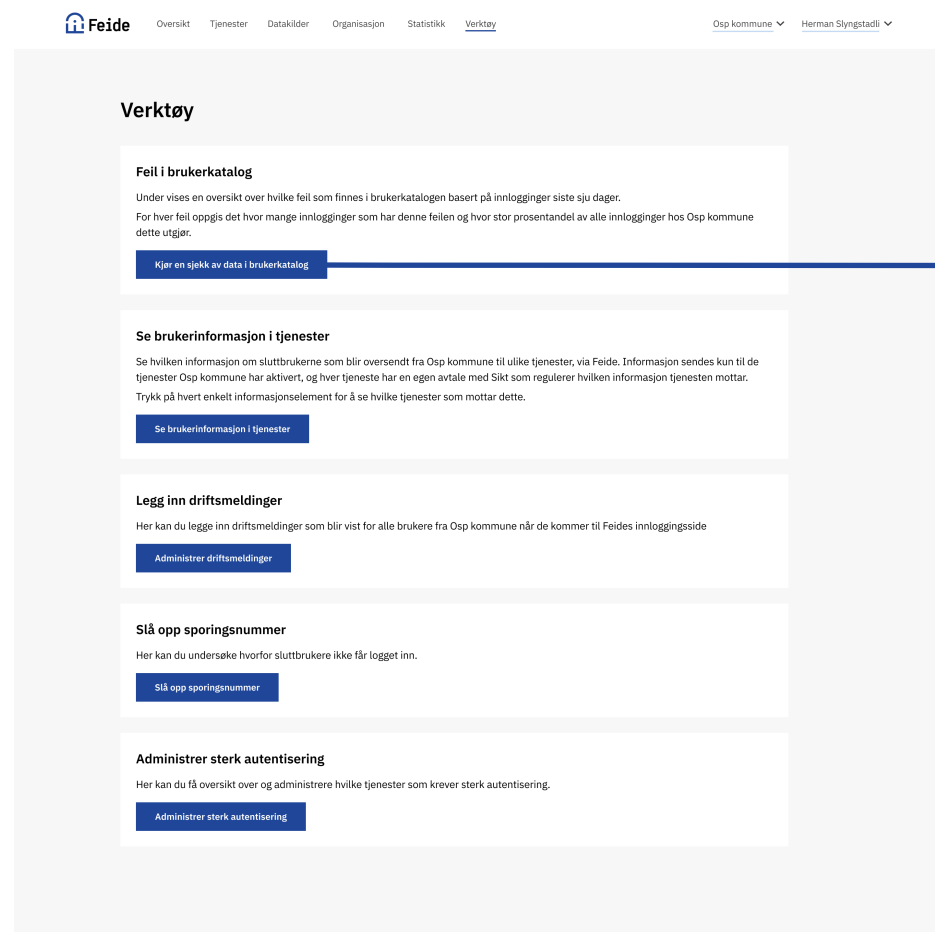 Feide Oversikt Tjenester Datakilder Organisasjon Statistikk Verktøy Osp kommune Herman Slyngstadli
Verktøy
Feil i brukerkatalog
Under vises en oversikt over hvilke feil som finnes i brukerkatalogen basert på innlogginger siste sju dager.
For hver feil oppgis det hvor mange innlogginger som har denne feilen og hvor stor prosentandel av alle innlogginger hos Osp kommune
dette utgjør.
Kjør en sjekk av data i brukerkatalog
Se brukerinformasjon i tjenester
Se hvilken informasjon om sluttbrukerne som blir oversendt fra Osp kommune til ulike tjenester, via Feide. Informasjon sendes kun til de
tjenester Osp kommune har aktivert, og hver tjeneste har en egen avtale med Sikt som regulerer hvilken informasjon tjenesten mottar.
Trykk på hvert enkelt informasjonselement for å se hvilke tjenester som mottar dette.
Se brukerinformasjon i tjenester
Legg inn driftsmeldinger
Her kan du legge inn driftsmeldinger som blir vist for alle brukere fra Osp kommune når de kommer til Feides innloggingsside
Administrer driftsmeldinger
Slå opp sporingsnummer
Her kan du undersøke hvorfor sluttbrukere ikke får logget inn.
Slå opp sporingsnummer
Administrer sterk autentisering
Her kan du få oversikt over og administrere hvilke tjenester som krever sterk autentisering.
Administrer sterk autentisering